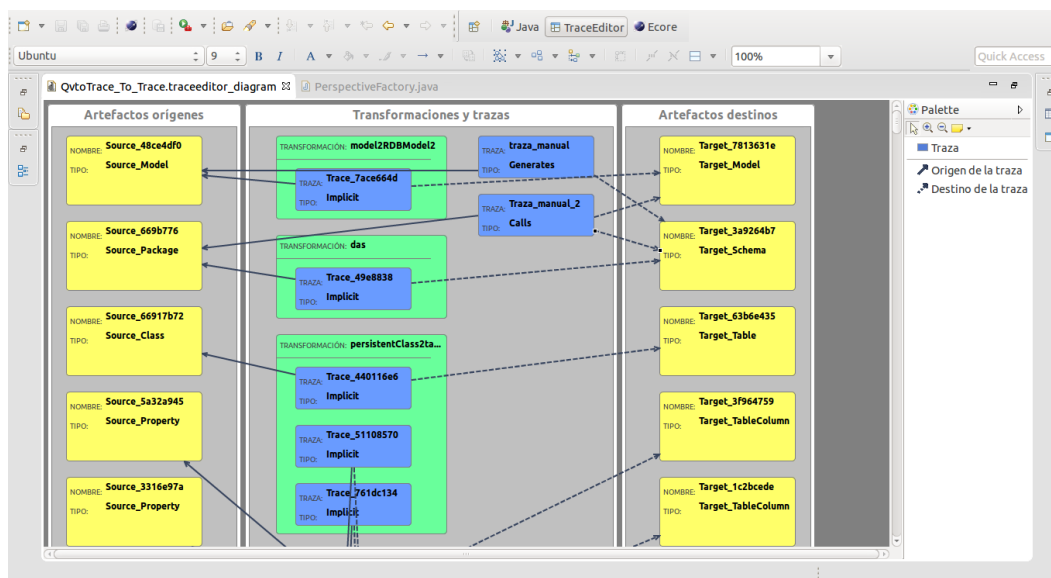 Java TraceEditor Ecore
Ubuntu 9 B I A 100% Quick Access
QvtoTrace_To_Trace.traceeditor_diagram PerspectiveFactory.java
Artefactos orígenes
NOMBRE: Source_48ce4df0
TIPO: Source_Model
NOMBRE: Source_669b776
TIPO: Source_Package
NOMBRE: Source_66917b72
TIPO: Source_Class
NOMBRE: Source_5a32a945
TIPO: Source_Property
NOMBRE: Source_3316e97a
TIPO: Source_Property
Transformaciones y trazas
TRANSFORMACIÓN: model2RDBModel2
TRAZA: Trace_7ace664d
TIPO: Implicit
TRAZA: traza_manual
TIPO: Generates
TRAZA: Traza_manual_2
TIPO: Calls
TRANSFORMACIÓN: das
TRAZA: Trace_49e8838
TIPO: Implicit
TRANSFORMACIÓN: persistentClass2ta...
TRAZA: Trace_440116e6
TIPO: Implicit
TRAZA: Trace_51108570
TIPO: Implicit
TRAZA: Trace_761dc134
TIPO: Implicit
Artefactos destinos
NOMBRE: Target_7813631e
TIPO: Target_Model
NOMBRE: Target_3a9264b7
TIPO: Target_Schema
NOMBRE: Target_63b6e435
TIPO: Target_Table
NOMBRE: Target_3f964759
TIPO: Target_TableColumn
NOMBRE: Target_1c2bcede
TIPO: Target_TableColumn
Palette
Traza
Origen de la traza
Destino de la traza